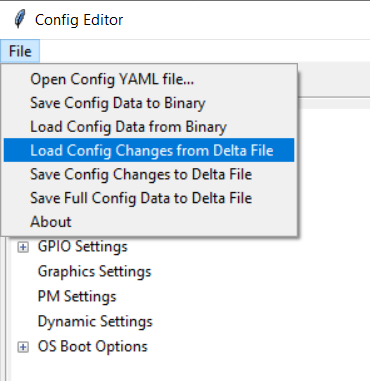 Config Editor
File
Open Config YAML file...
Save Config Data to Binary
Load Config Data from Binary
Load Config Changes from Delta File
Save Config Changes to Delta File
Save Full Config Data to Delta File
About
GPIO Settings
Graphics Settings
PM Settings
Dynamic Settings
OS Boot Options